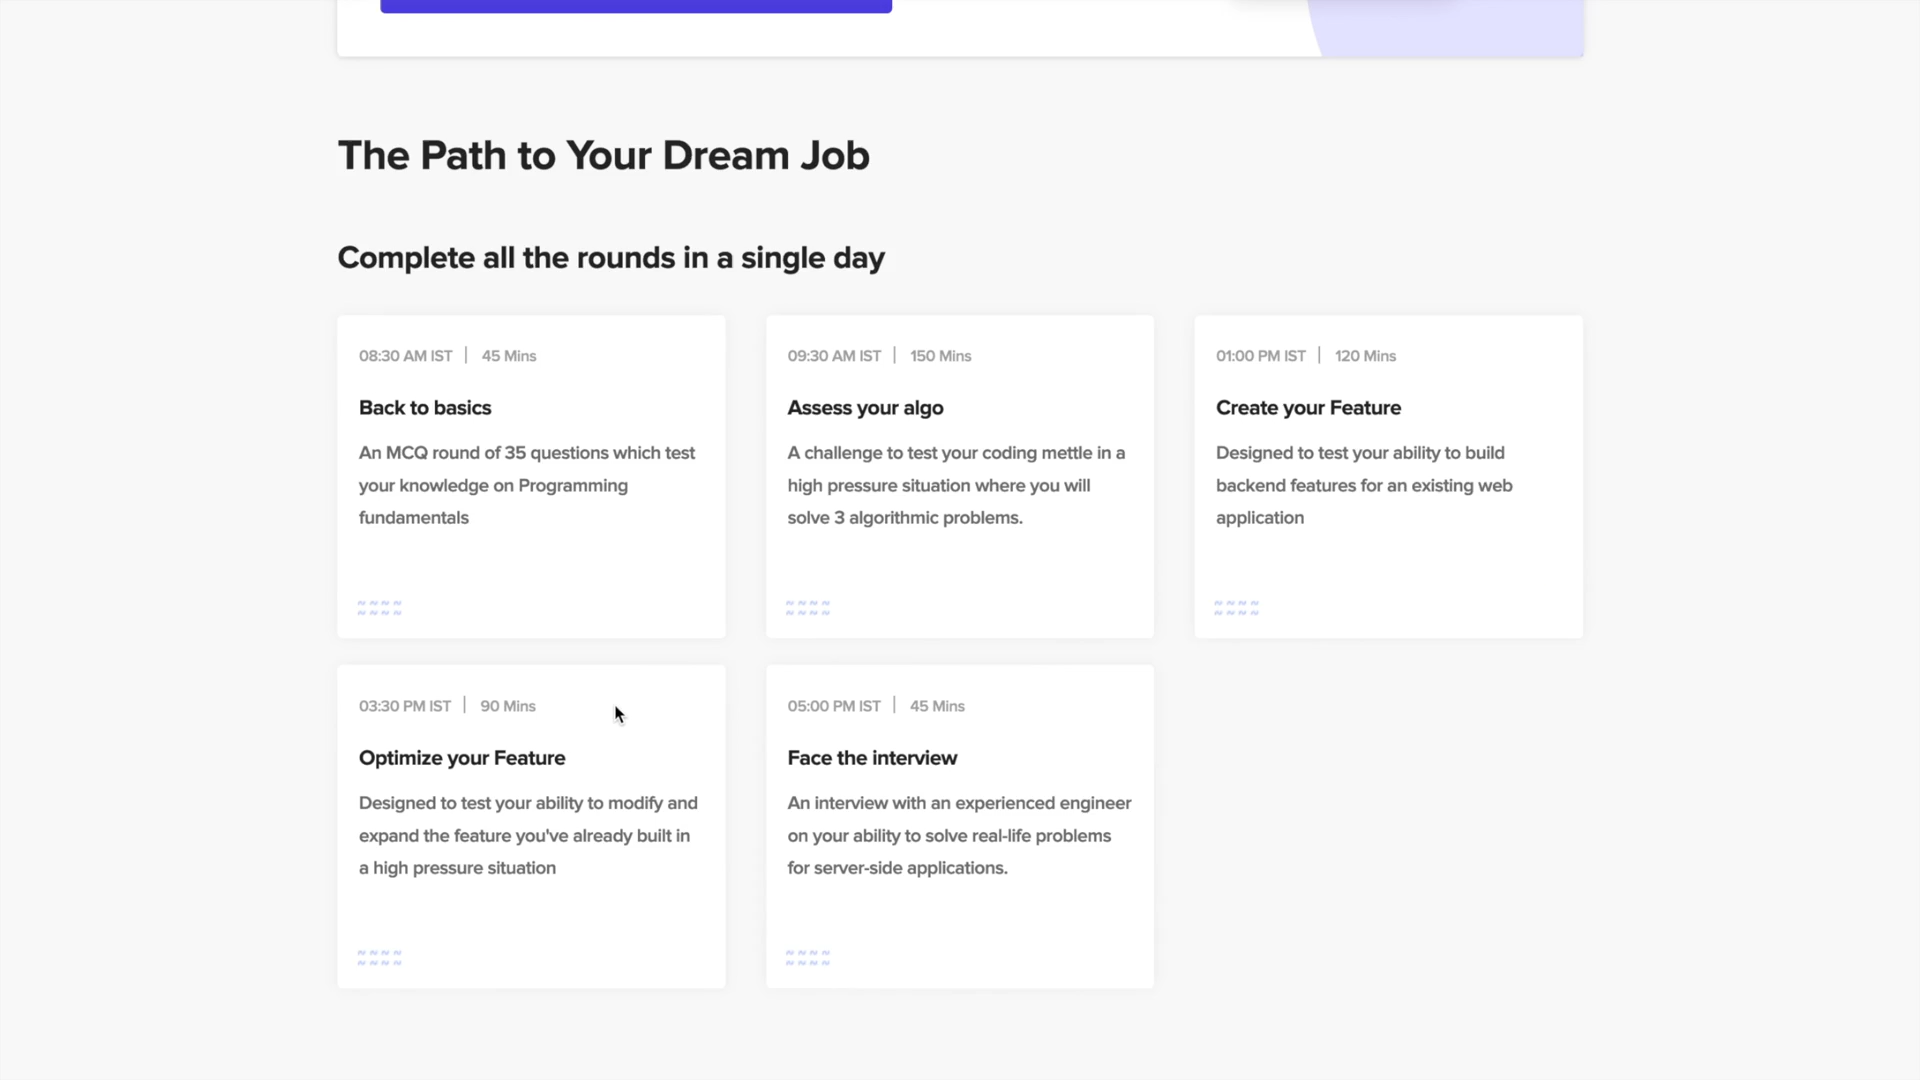 The Path to Your Dream Job
Complete all the rounds in a single day
08:30 AM IST | 45 Mins
Back to basics
An MCQ round of 35 questions which test
your knowledge on Programming
fundamentals
09:30 AM IST | 150 Mins
Assess your algo
A challenge to test your coding mettle in a
high pressure situation where you will
solve 3 algorithmic problems.
01:00 PM IST | 120 Mins
Create your Feature
Designed to test your ability to build
backend features for an existing web
application
03:30 PM IST | 90 Mins
Optimize your Feature
Designed to test your ability to modify and
expand the feature you've already built in
a high pressure situation
05:00 PM IST | 45 Mins
Face the interview
An interview with an experienced engineer
on your ability to solve real-life problems
for server-side applications.